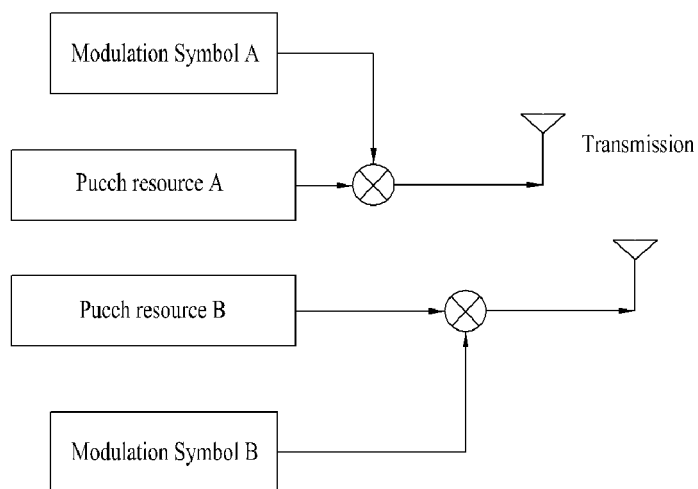 Modulation Symbol A
Pucch resource A
Transmission
Pucch resource B
Modulation Symbol B